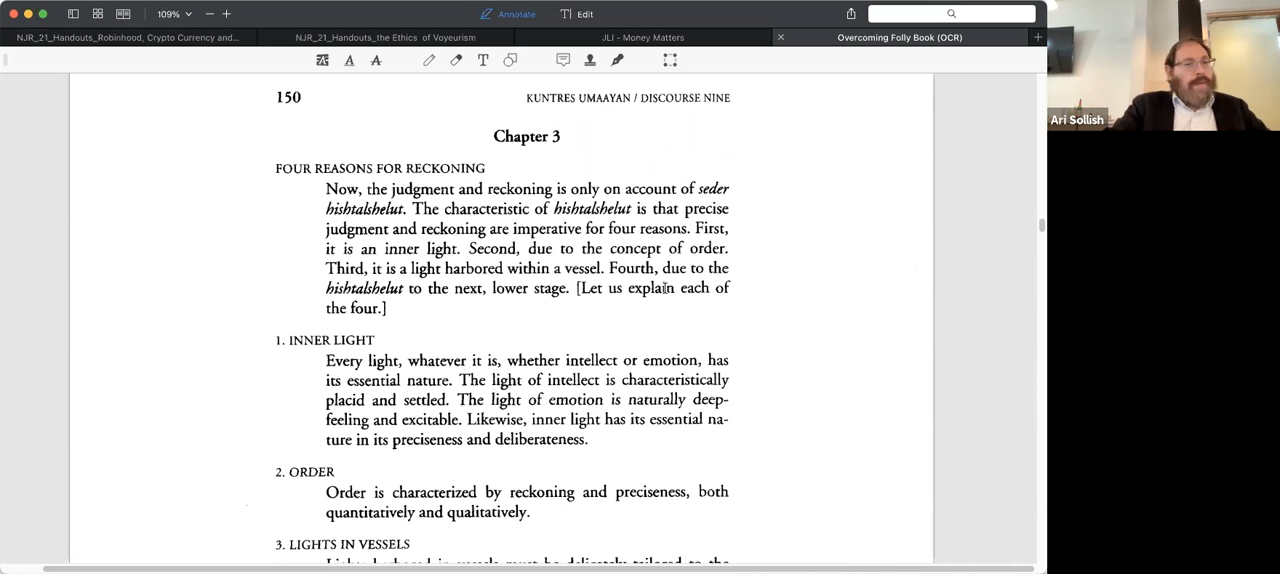 109%
Annotate
Edit
NJR_21_Handouts_Robinhood, Crypto Currency and...
NJR_21_Handouts_the Ethics of Voyeurism
JLI - Money Matters
Overcoming Folly Book (OCR)
Ari Sollish
150
KUNTRES UMAAYAN / DISCOURSE NINE
Chapter 3
FOUR REASONS FOR RECKONING
Now, the judgment and reckoning is only on account of seder
hishtalshelut. The characteristic of hishtalshelut is that precise
judgment and reckoning are imperative for four reasons. First,
it is an inner light. Second, due to the concept of order.
Third, it is a light harbored within a vessel. Fourth, due to the
hishtalshelut to the next, lower stage. [Let us explain each of
the four.]
1. INNER LIGHT
Every light, whatever it is, whether intellect or emotion, has
its essential nature. The light of intellect is characteristically
placid and settled. The light of emotion is naturally deep-
feeling and excitable. Likewise, inner light has its essential na-
ture in its preciseness and deliberateness.
2. ORDER
Order is characterized by reckoning and preciseness, both
quantitatively and qualitatively.
3. LIGHTS IN VESSELS